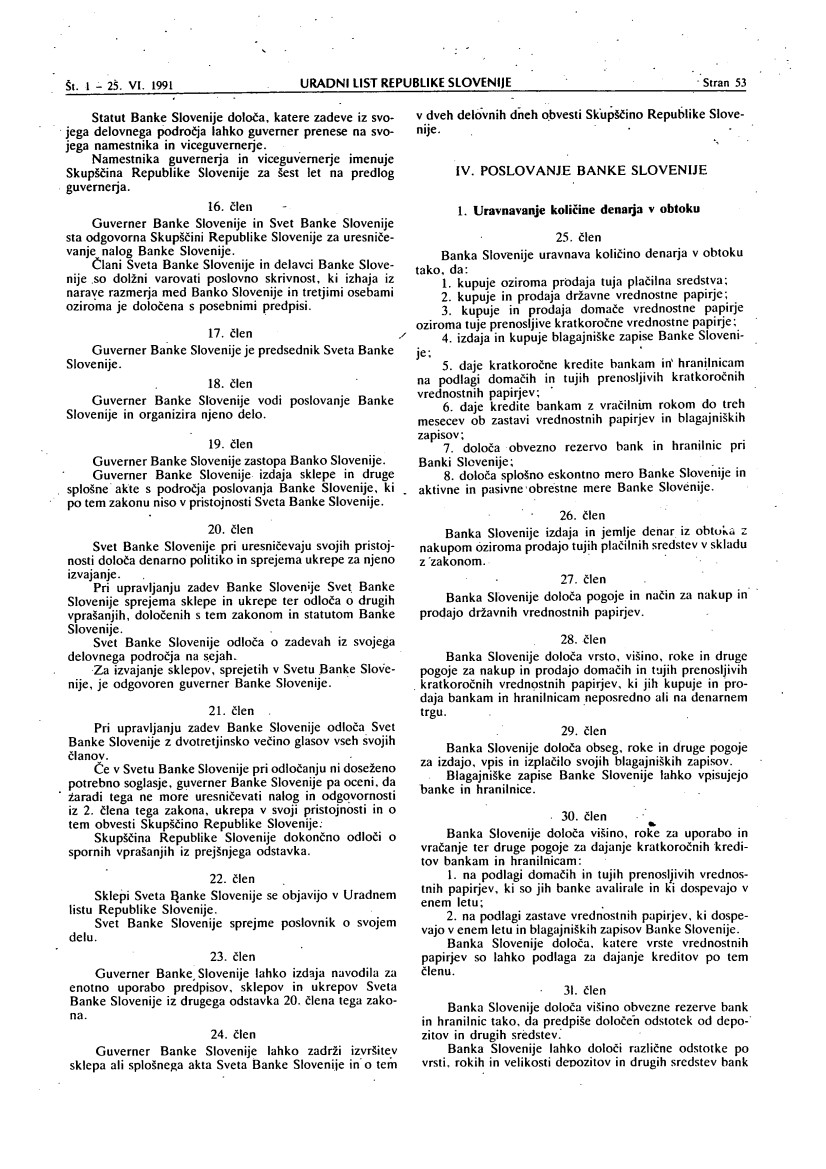 Št. 1 – 25. VI. 1991
URADNI LIST REPUBLIKE SLOVENIJE
Stran 53
Statut Banke Slovenije določa, katere zadeve iz svo-
jega delovnega področja lahko guverner prenese na svo-
jega namestnika in viceguvernerje.
Namestnika guvernerja in viceguvernerje imenuje
Skupščina Republike Slovenije za šest let na predlog
guvernerja.
16. člen
Guverner Banke Slovenije in Svet Banke Slovenije
sta odgovorna Skupščini Republike Slovenije za uresniče-
vanje nalog Banke Slovenije.
Člani Sveta Banke Slovenije in delavci Banke Slove-
nije so dolžni varovati poslovno skrivnost, ki izhaja iz
narave razmerja med Banko Slovenije in tretjimi osebami
oziroma je določena s posebnimi predpisi.
17. člen
Guverner Banke Slovenije je predsednik Sveta Banke
Slovenije.
18. člen
Guverner Banke Slovenije vodi poslovanje Banke
Slovenije in organizira njeno delo.
19. člen
Guverner Banke Slovenije zastopa Banko Slovenije.
Guverner Banke Slovenije izdaja sklepe in druge
splošne akte s področja poslovanja Banke Slovenije, ki
po tem zakonu niso v pristojnosti Sveta Banke Slovenije.
20. člen
Svet Banke Slovenije pri uresničevaju svojih pristoj-
nosti določa denarno politiko in sprejema ukrepe za njeno
izvajanje.
Pri upravljanju zadev Banke Slovenije Svet Banke
Slovenije sprejema sklepe in ukrepe ter odloča o drugih
vprašanjih, določenih s tem zakonom in statutom Banke
Slovenije.
Svet Banke Slovenije odloča o zadevah iz svojega
delovnega področja na sejah.
Za izvajanje sklepov, sprejetih v Svetu Banke Slove-
nije, je odgovoren guverner Banke Slovenije.
21. člen
Pri upravljanju zadev Banke Slovenije odloča Svet
Banke Slovenije z dvotretjinsko večino glasov vseh svojih
članov.
Če v Svetu Banke Slovenije pri odločanju ni doseženo
potrebno soglasje, guverner Banke Slovenije pa oceni, da
zaradi tega ne more uresničevati nalog in odgovornosti
iz 2. člena tega zakona, ukrepa v svoji pristojnosti in o
tem obvesti Skupščino Republike Slovenije.
Skupščina Republike Slovenije dokončno odloči o
spornih vprašanjih iz prejšnjega odstavka.
22. člen
Sklepi Sveta Banke Slovenije se objavijo v Uradnem
listu Republike Slovenije.
Svet Banke Slovenije sprejme poslovnik o svojem
delu.
23. člen
Guverner Banke Slovenije lahko izdaja navodila za
enotno uporabo predpisov, sklepov in ukrepov Sveta
Banke Slovenije iz drugega odstavka 20. člena tega zako-
na.
24. člen
Guverner Banke Slovenije lahko zadrži izvršitev
sklepa ali splošnega akta Sveta Banke Slovenije in o tem
v dveh delovnih dneh obvesti Skupščino Republike Slove-
nije.
IV. POSLOVANJE BANKE SLOVENIJE
1. Uravnavanje količine denarja v obtoku
25. člen
Banka Slovenije uravnava količino denarja v obtoku
tako, da:
1. kupuje oziroma prodaja tuja plačilna sredstva;
2. kupuje in prodaja državne vrednostne papirje;
3. kupuje in prodaja domače vrednostne papirje
oziroma tuje prenosljive kratkoročne vrednostne papirje;
4. izdaja in kupuje blagajniške zapise Banke Sloveni-
je;
5. daje kratkoročne kredite bankam in hranilnicam
na podlagi domačih in tujih prenosljivih kratkoročnih
vrednostnih papirjev;
6. daje kredite bankam z vračilnim rokom do treh
mesecev ob zastavi vrednostnih papirjev in blagajniških
zapisov;
7. določa obvezno rezervo bank in hranilnic pri
Banki Slovenije;
8. določa splošno eskontno mero Banke Slovenije in
aktivne in pasivne obrestne mere Banke Slovenije.
26. člen
Banka Slovenije izdaja in jemlje denar iz obtoka z
nakupom oziroma prodajo tujih plačilnih sredstev v skladu
z zakonom.
27. člen
Banka Slovenije določa pogoje in način za nakup in
prodajo državnih vrednostnih papirjev.
28. člen
Banka Slovenije določa vrsto, višino, roke in druge
pogoje za nakup in prodajo domačih in tujih prenosljivih
kratkoročnih vrednostnih papirjev, ki jih kupuje in pro-
daja bankam in hranilnicam neposredno ali na denarnem
trgu.
29. člen
Banka Slovenije določa obseg, roke in druge pogoje
za izdajo, vpis in izplačilo svojih blagajniških zapisov.
Blagajniške zapise Banke Slovenije lahko vpisujejo
banke in hranilnice.
30. člen
Banka Slovenije določa višino, roke za uporabo in
vračanje ter druge pogoje za dajanje kratkoročnih kredi-
tov bankam in hranilnicam:
1. na podlagi domačih in tujih prenosljivih vrednos-
tnih papirjev, ki so jih banke avalirale in ki dospevajo v
enem letu;
2. na podlagi zastave vrednostnih papirjev, ki dospe-
vajo v enem letu in blagajniških zapisov Banke Slovenije.
Banka Slovenije določa, katere vrste vrednostnih
papirjev so lahko podlaga za dajanje kreditov po tem
členu.
31. člen
Banka Slovenije določa višino obvezne rezerve bank
in hranilnic tako, da predpiše določen odstotek od depo-
zitov in drugih sredstev.
Banka Slovenije lahko določi različne odstotke po
vrsti, rokih in velikosti depozitov in drugih sredstev bank